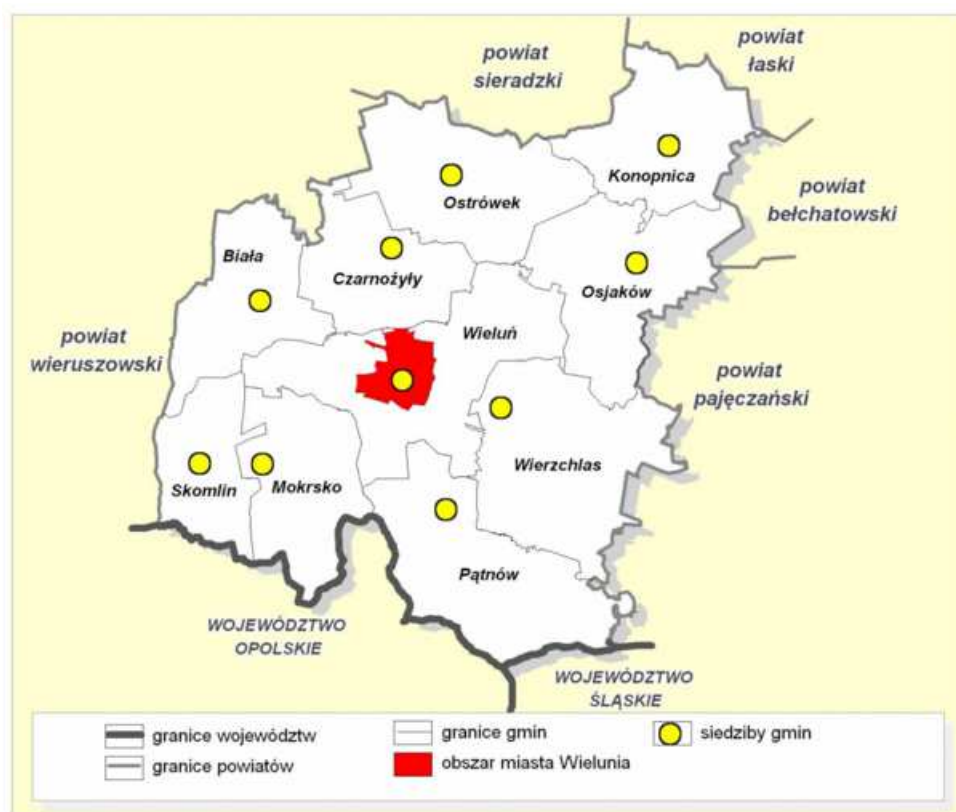 powiat
łaski
powiat
sieradzki
Konopnica
Ostrówek
powiat
bełchatowski
Biała
Czarnożyły
Osjaków
Wieluń
powiat
wieruszowski
powiat
pajęczański
Wierzchlas
Skomlin
Mokrsko
Pątnów
WOJEWÓDZTWO
OPOLSKIE
WOJEWÓDZTWO
ŚLĄSKIE
granice województw
granice gmin
siedziby gmin
granice powiatów
obszar miasta Wielunia